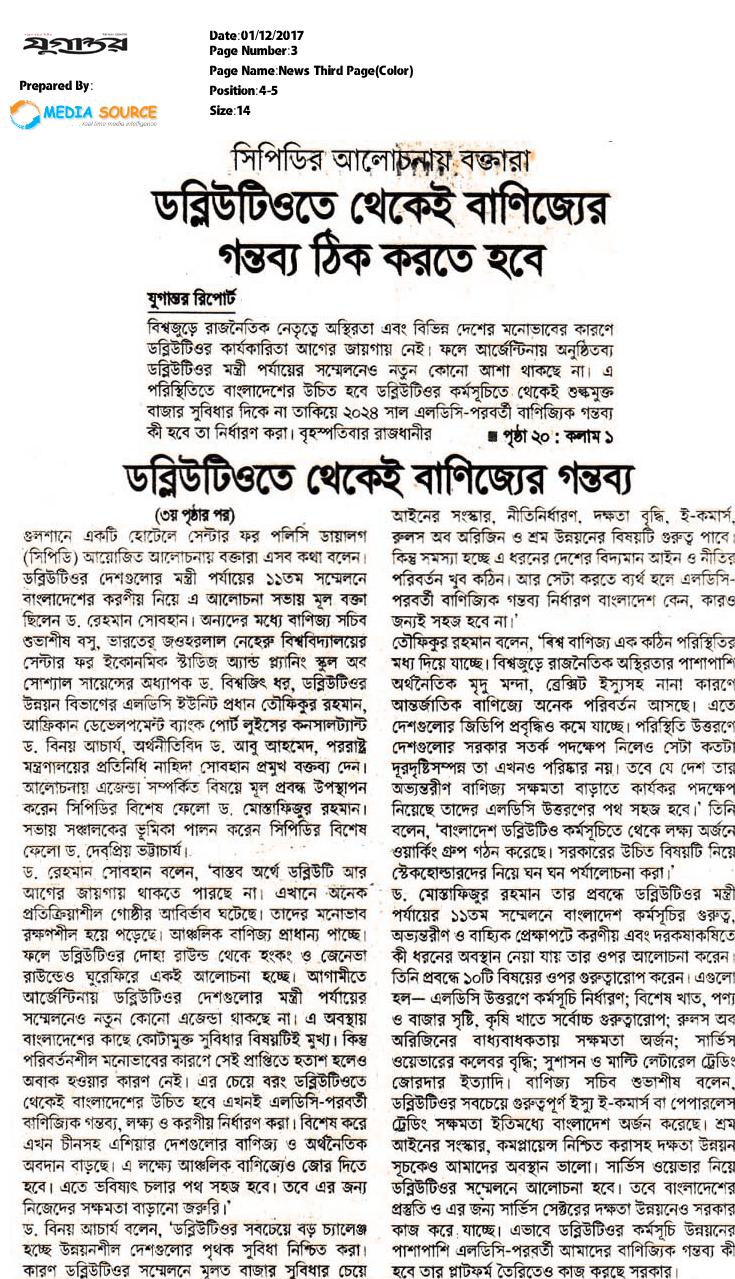 যুগান্তর
Date:01/12/2017
Page Number:3
Page Name:News Third Page(Color)
Position:4-5
Size:14
Prepared By:
MEDIA SOURCE
real time media intelligence
সিপিডির আলোচনায় বক্তারা
ডব্লিউটিওতে থেকেই বাণিজ্যের
গন্তব্য ঠিক করতে হবে
যুগান্তর রিপোর্ট
বিশ্বজুড়ে রাজনৈতিক নেতৃত্বে অস্থিরতা এবং বিভিন্ন দেশের মনোভাবের কারণে
ডব্লিউটিওর কার্যকারিতা আগের জায়গায় নেই। ফলে আর্জেন্টিনায় অনুষ্ঠিতব্য
ডব্লিউটিওর মন্ত্রী পর্যায়ের সম্মেলনেও নতুন কোনো আশা থাকছে না। এ
পরিস্থিতিতে বাংলাদেশের উচিত হবে ডব্লিউটিওর কর্মসূচিতে থেকেই শুল্কমুক্ত
বাজার সুবিধার দিকে না তাকিয়ে ২০২৪ সাল এলডিসি-পরবর্তী বাণিজ্যিক গন্তব্য
কী হবে তা নির্ধারণ করা। বৃহস্পতিবার রাজধানীর ■ পৃষ্ঠা ২০ : কলাম ১
ডব্লিউটিওতে থেকেই বাণিজ্যের গন্তব্য
(৩য় পৃষ্ঠার পর)
গুলশানে একটি হোটেলে সেন্টার ফর পলিসি ডায়ালগ
(সিপিডি) আয়োজিত আলোচনায় বক্তারা এসব কথা বলেন।
ডব্লিউটিওর দেশগুলোর মন্ত্রী পর্যায়ের ১১তম সম্মেলনে
বাংলাদেশের করণীয় নিয়ে এ আলোচনা সভায় মূল বক্তা
ছিলেন ড. রেহমান সোবহান। অন্যদের মধ্যে বাণিজ্য সচিব
শুভাশীষ বসু, ভারতের জওহরলাল নেহেরু বিশ্ববিদ্যালয়ের
সেন্টার ফর ইকোনমিক স্টাডিজ অ্যান্ড প্ল্যানিং স্কুল অব
সোশ্যাল সায়েন্সের অধ্যাপক ড. বিশ্বজিৎ ধর, ডব্লিউটিওর
উন্নয়ন বিভাগের এলডিসি ইউনিট প্রধান তৌফিকুর রহমান,
আফ্রিকান ডেভেলপমেন্ট ব্যাংক পোর্ট লুইসের কনসালট্যান্ট
ড. বিনয় আচার্য, অর্থনীতিবিদ ড. আবু আহমেদ, পররাষ্ট্র
মন্ত্রণালয়ের প্রতিনিধি নাহিদা সোবহান প্রমুখ বক্তব্য দেন।
আলোচনায় এজেন্ডা সম্পর্কিত বিষয়ে মূল প্রবন্ধ উপস্থাপন
করেন সিপিডির বিশেষ ফেলো ড. মোস্তাফিজুর রহমান।
সভায় সঞ্চালকের ভূমিকা পালন করেন সিপিডির বিশেষ
ফেলো ড. দেবপ্রিয় ভট্টাচার্য।
ড. রেহমান সোবহান বলেন, ‘বাস্তব অর্থে ডব্লিউটি আর
আগের জায়গায় থাকতে পারছে না। এখানে অনেক
প্রতিক্রিয়াশীল গোষ্ঠীর আবির্ভাব ঘটেছে। তাদের মনোভাব
রক্ষণশীল হয়ে পড়েছে। আঞ্চলিক বাণিজ্য প্রাধান্য পাচ্ছে।
ফলে ডব্লিউটিওর দোহা রাউন্ড থেকে হংকং ও জেনেভা
রাউন্ডেও ঘুরেফিরে একই আলোচনা হচ্ছে। আগামীতে
আর্জেন্টিনায় ডব্লিউটিওর দেশগুলোর মন্ত্রী পর্যায়ের
সম্মেলনেও নতুন কোনো এজেন্ডা থাকছে না। এ অবস্থায়
বাংলাদেশের কাছে কোটামুক্ত সুবিধার বিষয়টিই মুখ্য। কিন্তু
পরিবর্তনশীল মনোভাবের কারণে সেই প্রাপ্তিতে হতাশ হলেও
অবাক হওয়ার কারণ নেই। এর চেয়ে বরং ডব্লিউটিওতে
থেকেই বাংলাদেশের উচিত হবে এখনই এলডিসি-পরবর্তী
বাণিজ্যিক গন্তব্য, লক্ষ্য ও করণীয় নির্ধারণ করা। বিশেষ করে
এখন চীনসহ এশিয়ার দেশগুলোর বাণিজ্য ও অর্থনৈতিক
অবদান বাড়ছে। এ লক্ষ্যে আঞ্চলিক বাণিজ্যেও জোর দিতে
হবে। এতে ভবিষ্যৎ চলার পথ সহজ হবে। তবে এর জন্য
নিজেদের সক্ষমতা বাড়ানো জরুরি।’
ড. বিনয় আচার্য বলেন, ‘ডব্লিউটিওর সবচেয়ে বড় চ্যালেঞ্জ
হচ্ছে উন্নয়নশীল দেশগুলোর পৃথক সুবিধা নিশ্চিত করা।
কারণ ডব্লিউটিওর সম্মেলনে মূলত বাজার সুবিধার চেয়ে
আইনের সংস্কার, নীতিনির্ধারণ, দক্ষতা বৃদ্ধি, ই-কমার্স,
রুলস অব অরিজিন ও শ্রম উন্নয়নের বিষয়টি গুরুত্ব পাবে।
কিন্তু সমস্যা হচ্ছে এ ধরনের দেশের বিদ্যমান আইন ও নীতির
পরিবর্তন খুব কঠিন। আর সেটা করতে ব্যর্থ হলে এলডিসি-
পরবর্তী বাণিজ্যিক গন্তব্য নির্ধারণ বাংলাদেশ কেন, কারও
জন্যই সহজ হবে না।’
তৌফিকুর রহমান বলেন, ‘বিশ্ব বাণিজ্য এক কঠিন পরিস্থিতির
মধ্য দিয়ে যাচ্ছে। বিশ্বজুড়ে রাজনৈতিক অস্থিরতার পাশাপাশি
অর্থনৈতিক মৃদু মন্দা, ব্রেক্সিট ইস্যুসহ নানা কারণে
আন্তর্জাতিক বাণিজ্যে অনেক পরিবর্তন আসছে। এতে
দেশগুলোর জিডিপি প্রবৃদ্ধিও কমে যাচ্ছে। পরিস্থিতি উত্তরণে
দেশগুলোর সরকার সতর্ক পদক্ষেপ নিলেও সেটা কতটা
দূরদৃষ্টিসম্পন্ন তা এখনও পরিষ্কার নয়। তবে যে দেশ তার
অভ্যন্তরীণ বাণিজ্য সক্ষমতা বাড়াতে কার্যকর পদক্ষেপ
নিয়েছে তাদের এলডিসি উত্তরণের পথ সহজ হবে।’ তিনি
বলেন, ‘বাংলাদেশ ডব্লিউটিও কর্মসূচিতে থেকে লক্ষ্য অর্জনে
ওয়ার্কিং গ্রুপ গঠন করেছে। সরকারের উচিত বিষয়টি নিয়ে
স্টেকহোল্ডারদের নিয়ে ঘন ঘন পর্যালোচনা করা।’
ড. মোস্তাফিজুর রহমান তার প্রবন্ধে ডব্লিউটিওর মন্ত্রী
পর্যায়ের ১১তম সম্মেলনে বাংলাদেশ কর্মসূচির গুরুত্ব,
অভ্যন্তরীণ ও বাহ্যিক প্রেক্ষাপটে করণীয় এবং দরকষাকষিতে
কী ধরনের অবস্থান নেয়া যায় তার ওপর আলোচনা করেন।
তিনি প্রবন্ধে ১০টি বিষয়ের ওপর গুরুত্বারোপ করেন। এগুলো
হল— এলডিসি উত্তরণে কর্মসূচি নির্ধারণ; বিশেষ খাত, পণ্য
ও বাজার সৃষ্টি, কৃষি খাতে সর্বোচ্চ গুরুত্বারোপ; রুলস অব
অরিজিনের বাধ্যবাধকতায় সক্ষমতা অর্জন; সার্ভিস
ওয়েভারের কলেবর বৃদ্ধি; সুশাসন ও মাল্টি লেটারেল ট্রেডিং
জোরদার ইত্যাদি। বাণিজ্য সচিব শুভাশীষ বলেন,
ডব্লিউটিওর সবচেয়ে গুরুত্বপূর্ণ ইস্যু ই-কমার্স বা পেপারলেস
ট্রেডিং সক্ষমতা ইতিমধ্যে বাংলাদেশ অর্জন করেছে। শ্রম
আইনের সংস্কার, কমপ্লায়েন্স নিশ্চিত করাসহ দক্ষতা উন্নয়ন
সূচকেও আমাদের অবস্থান ভালো। সার্ভিস ওয়েভার নিয়ে
ডব্লিউটিওর সম্মেলনে আলোচনা হবে। তবে বাংলাদেশের
প্রস্তুতি ও এর জন্য সার্ভিস সেক্টরের দক্ষতা উন্নয়নেও সরকার
কাজ করে যাচ্ছে। এভাবে ডব্লিউটিওর কর্মসূচি উন্নয়নের
পাশাপাশি এলডিসি-পরবর্তী আমাদের বাণিজ্যিক গন্তব্য কী
হবে তার প্লাটফর্ম তৈরিতেও কাজ করছে সরকার।